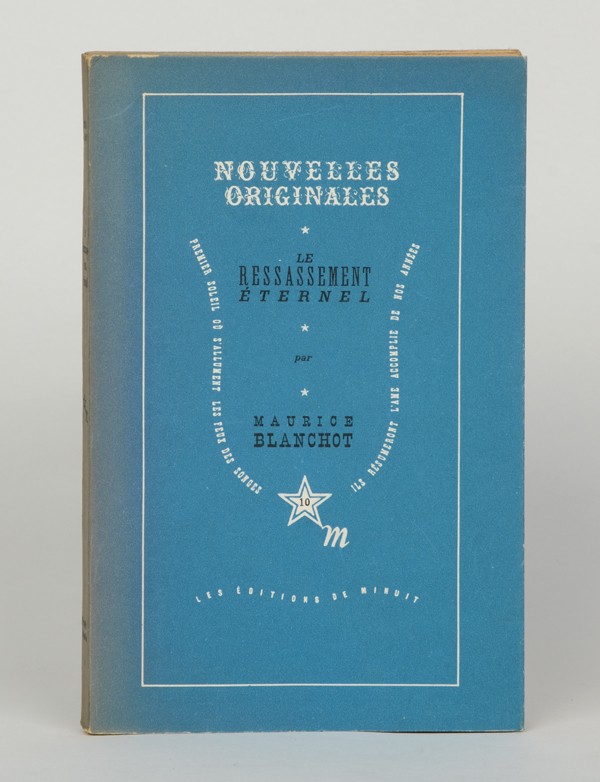 NOUVELLES
ORIGINALES
LE
RESSASSEMENT
ÉTERNEL
par
MAURICE
BLANCHOT
PREMIER SOLEIL OÙ S'ALLUMENT LES FEUX DES SONGES
ILS RÉSUMERONT L'AME ACCOMPLIE DE NOS ANNÉES
10
m
LES ÉDITIONS DE MINUIT